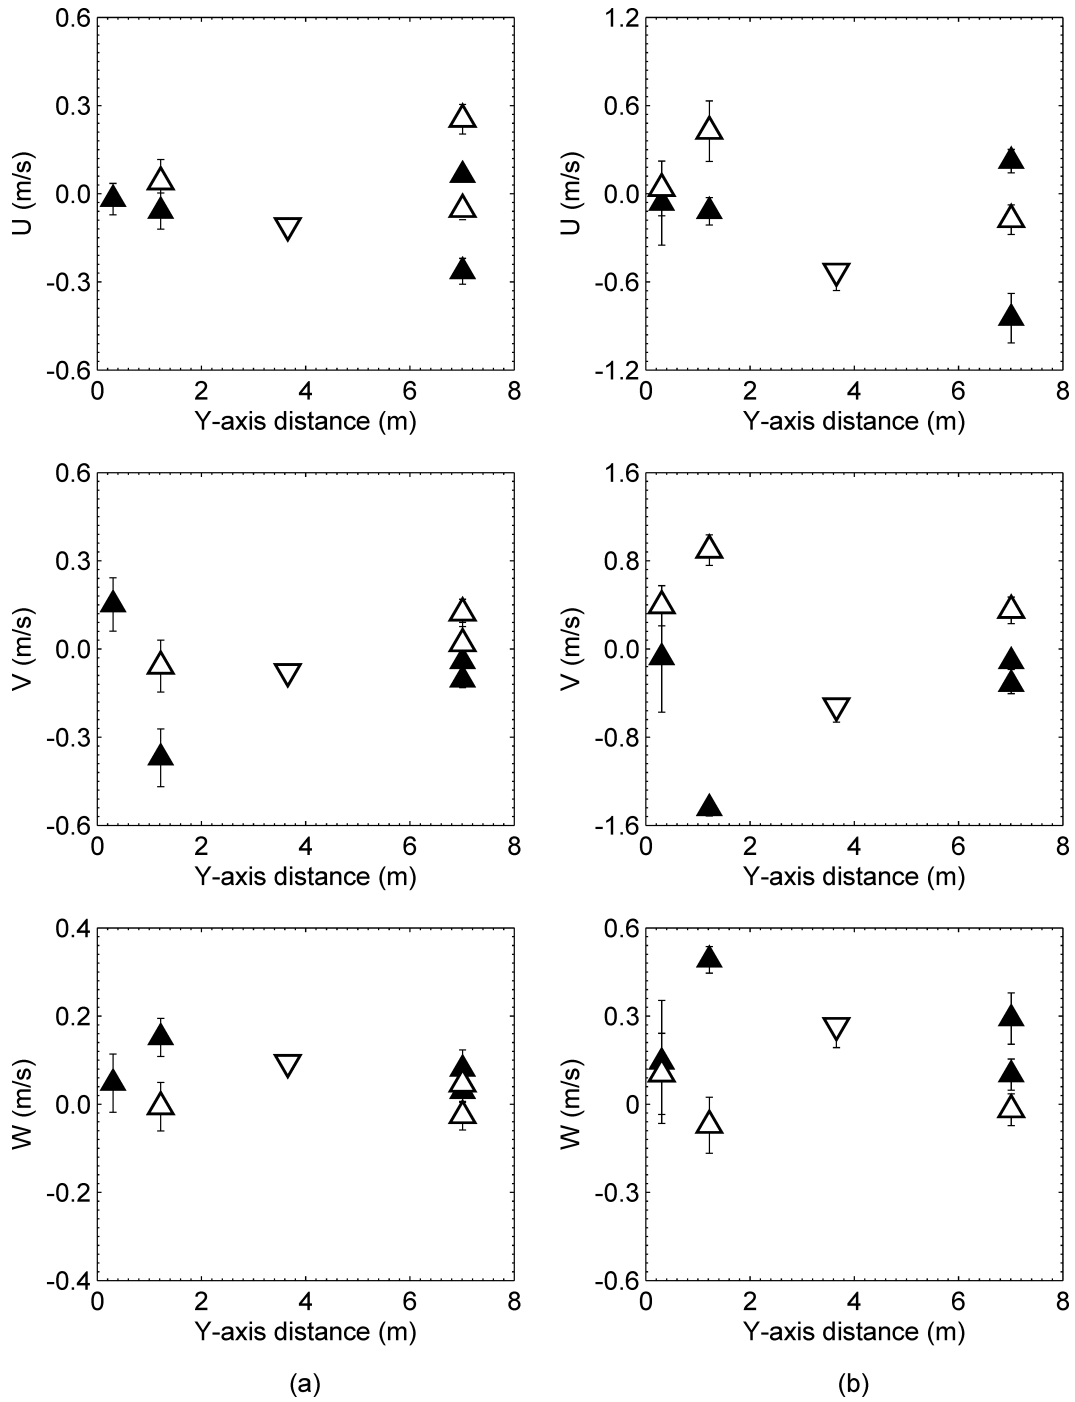 0.6
0.3
0.0
-0.3
-0.6
U (m/s)
0 2 4 6 8
Y-axis distance (m)
1.2
0.6
0.0
-0.6
-1.2
U (m/s)
0 2 4 6 8
Y-axis distance (m)
0.6
0.3
0.0
-0.3
-0.6
V (m/s)
0 2 4 6 8
Y-axis distance (m)
1.6
0.8
0.0
-0.8
-1.6
V (m/s)
0 2 4 6 8
Y-axis distance (m)
0.4
0.2
0.0
-0.2
-0.4
W (m/s)
0 2 4 6 8
Y-axis distance (m)
0.6
0.3
0
-0.3
-0.6
W (m/s)
0 2 4 6 8
Y-axis distance (m)
(a)
(b)